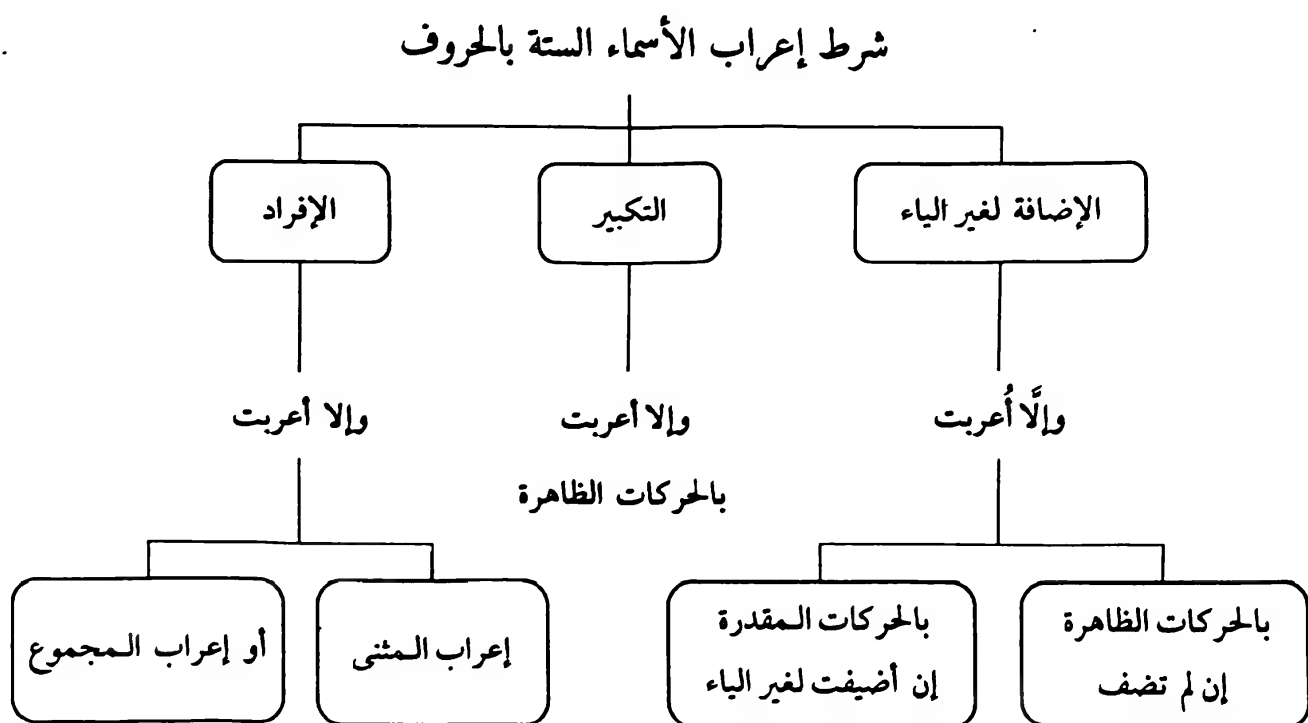 شرط إعراب الأسماء الستة بالحروف
الإضافة لغير الياء
التكبير
الإفراد
وإلَّا أُعربت
وإلا أعربت
وإلا أعربت
بالحركات الظاهرة
بالحركات الظاهرة
إن لم تضف
بالحركات المقدرة
إن أضيفت لغير الياء
إعراب المثنى
أو إعراب المجموع